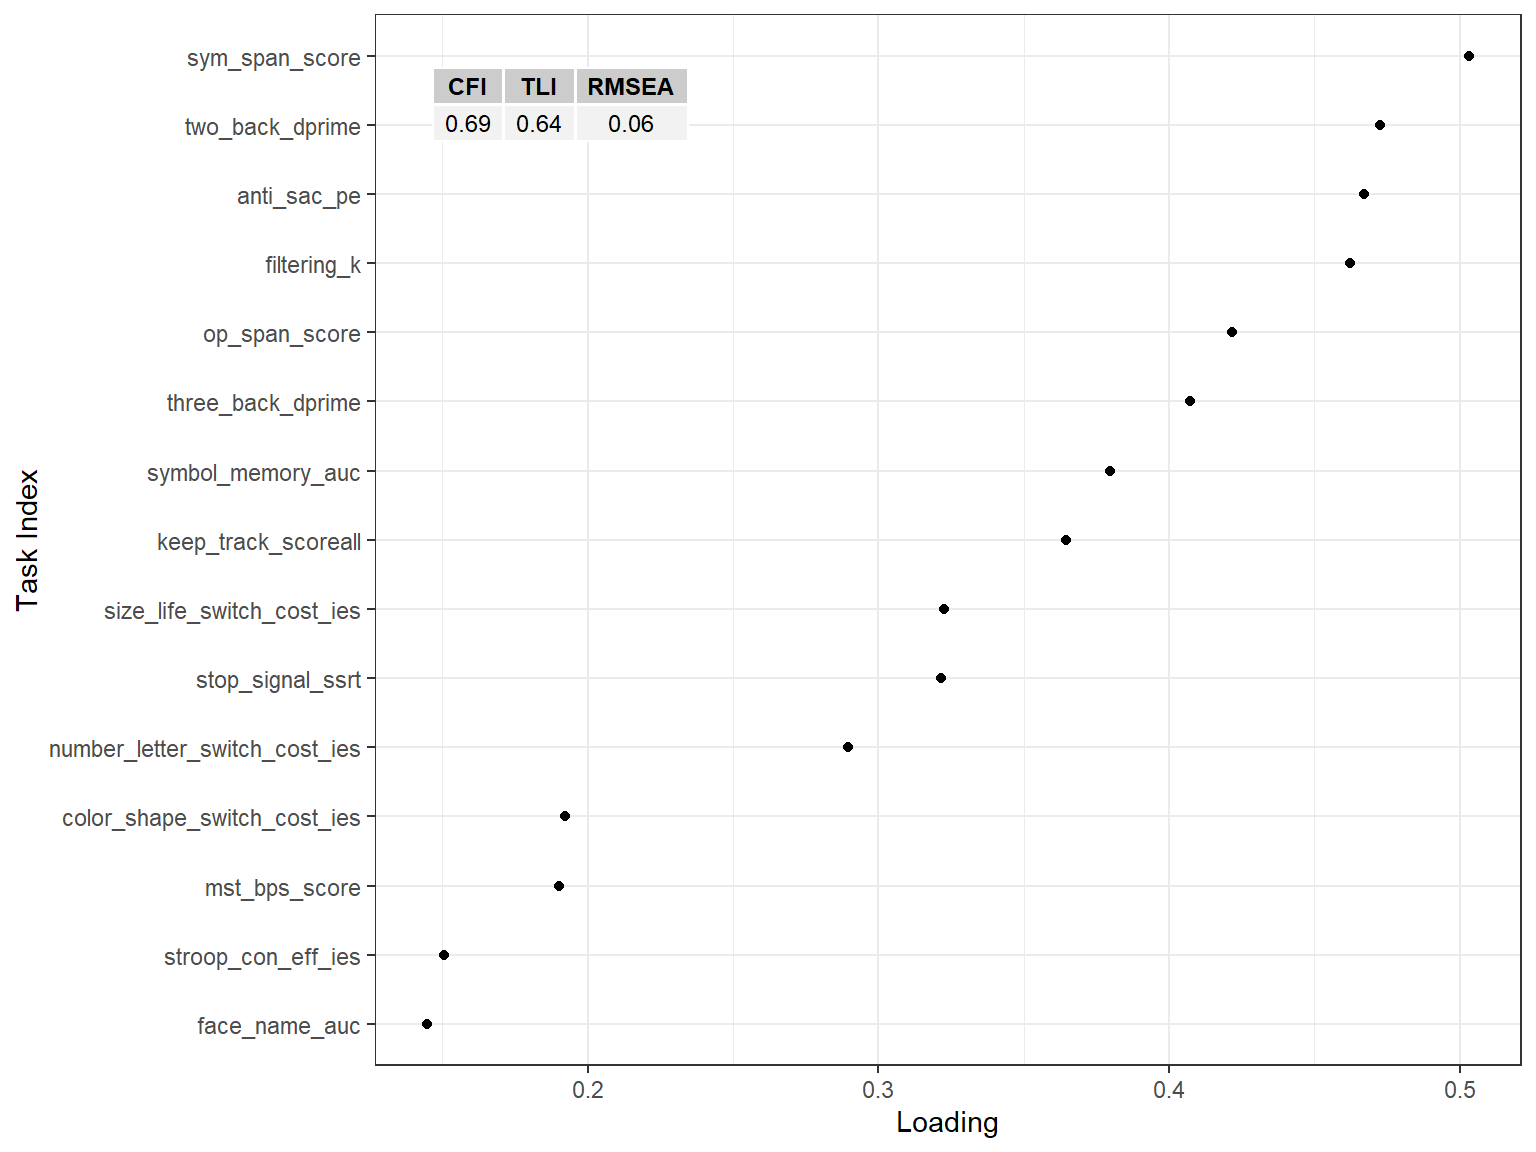 sym_span_score
CFI TLI RMSEA
two_back_dprime
0.69 0.64 0.06
anti_sac_pe
filtering_k
op_span_score
three_back_dprime
symbol_memory_auc
keep_track_scoreall
size_life_switch_cost_ies
stop_signal_ssrt
number_letter_switch_cost_ies
color_shape_switch_cost_ies
mst_bps_score
stroop_con_eff_ies
face_name_auc
Task Index
0.2 0.3 0.4 0.5
Loading